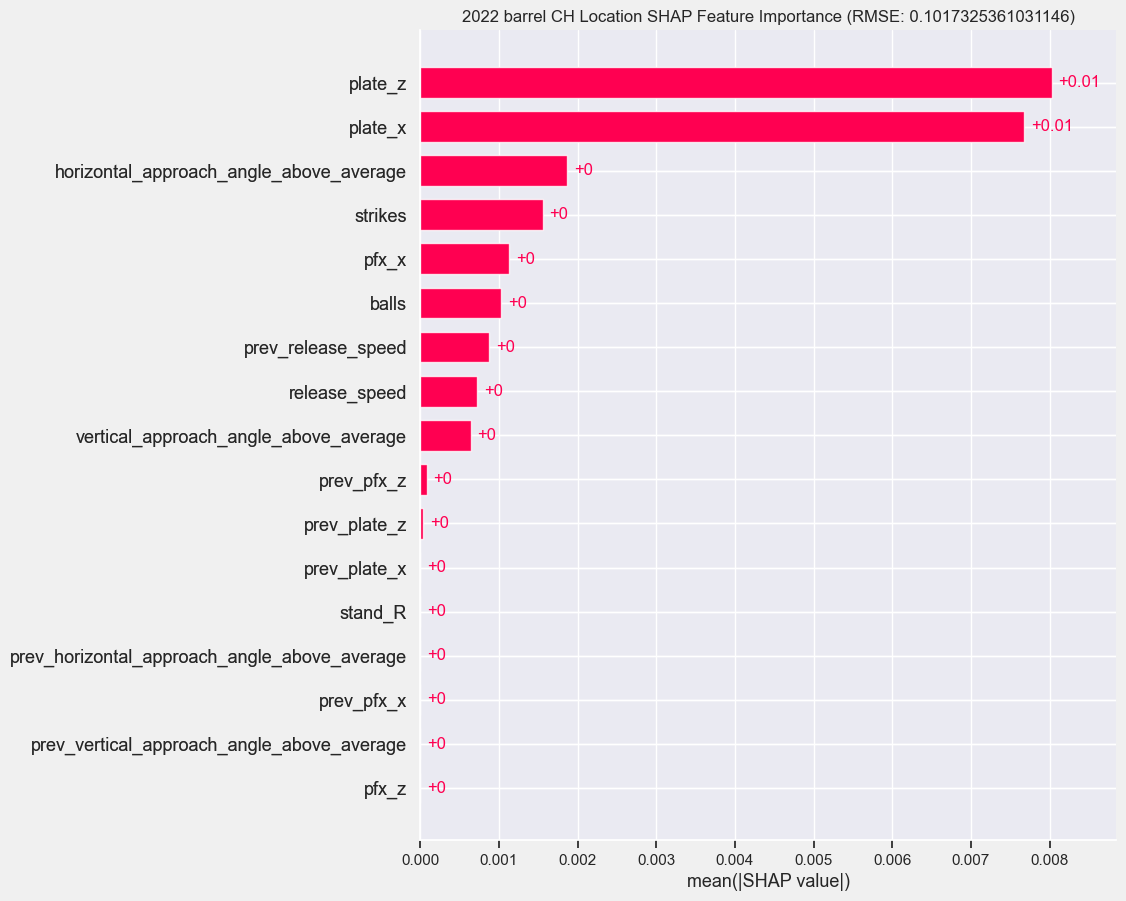 2022 barrel CH Location SHAP Feature Importance (RMSE: 0.1017325361031146)
plate_z +0.01
plate_x +0.01
horizontal_approach_angle_above_average +0
strikes +0
pfx_x +0
balls +0
prev_release_speed +0
release_speed +0
vertical_approach_angle_above_average +0
prev_pfx_z +0
prev_plate_z +0
prev_plate_x +0
stand_R +0
prev_horizontal_approach_angle_above_average +0
prev_pfx_x +0
prev_vertical_approach_angle_above_average +0
pfx_z +0
0.000 0.001 0.002 0.003 0.004 0.005 0.006 0.007 0.008
mean(|SHAP value|)